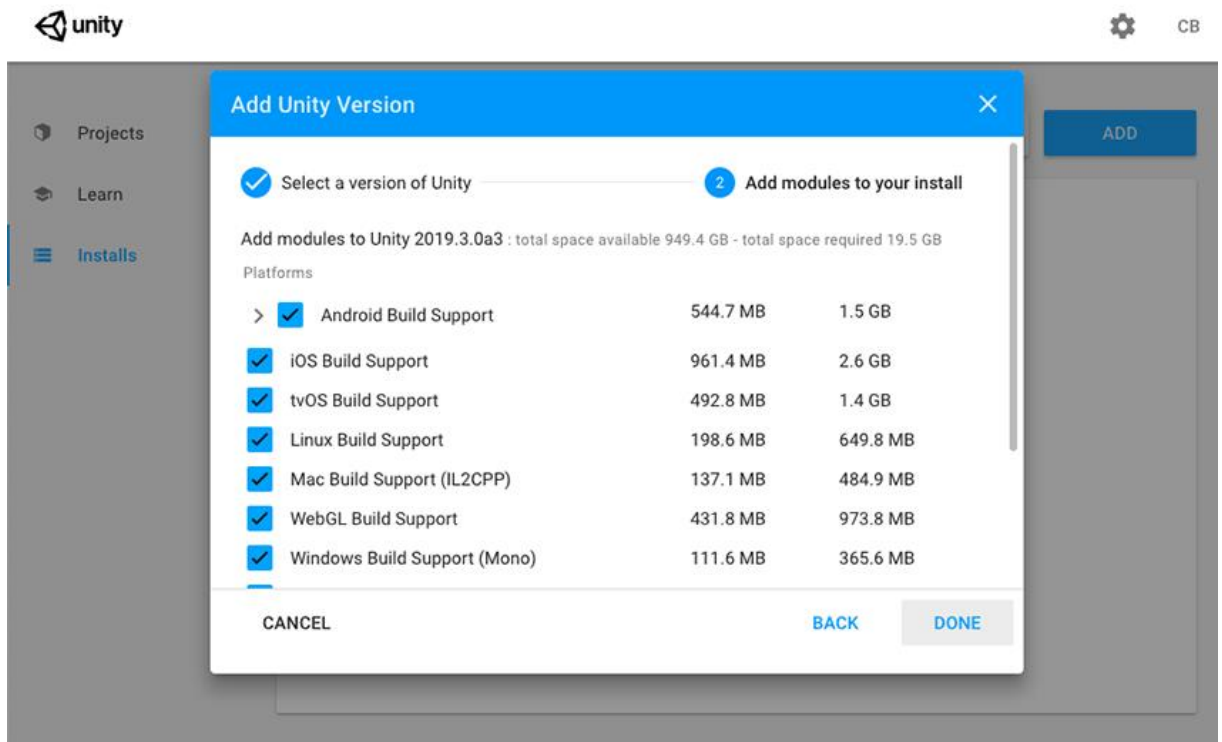 unity
CB
Add Unity Version
Projects
ADD
Select a version of Unity
2 Add modules to your install
Learn
Add modules to Unity 2019.3.0a3 : total space available 949.4 GB - total space required 19.5 GB
Installs
Platforms
Android Build Support 544.7 MB 1.5 GB
iOS Build Support 961.4 MB 2.6 GB
tvOS Build Support 492.8 MB 1.4 GB
Linux Build Support 198.6 MB 649.8 MB
Mac Build Support (IL2CPP) 137.1 MB 484.9 MB
WebGL Build Support 431.8 MB 973.8 MB
Windows Build Support (Mono) 111.6 MB 365.6 MB
CANCEL BACK DONE